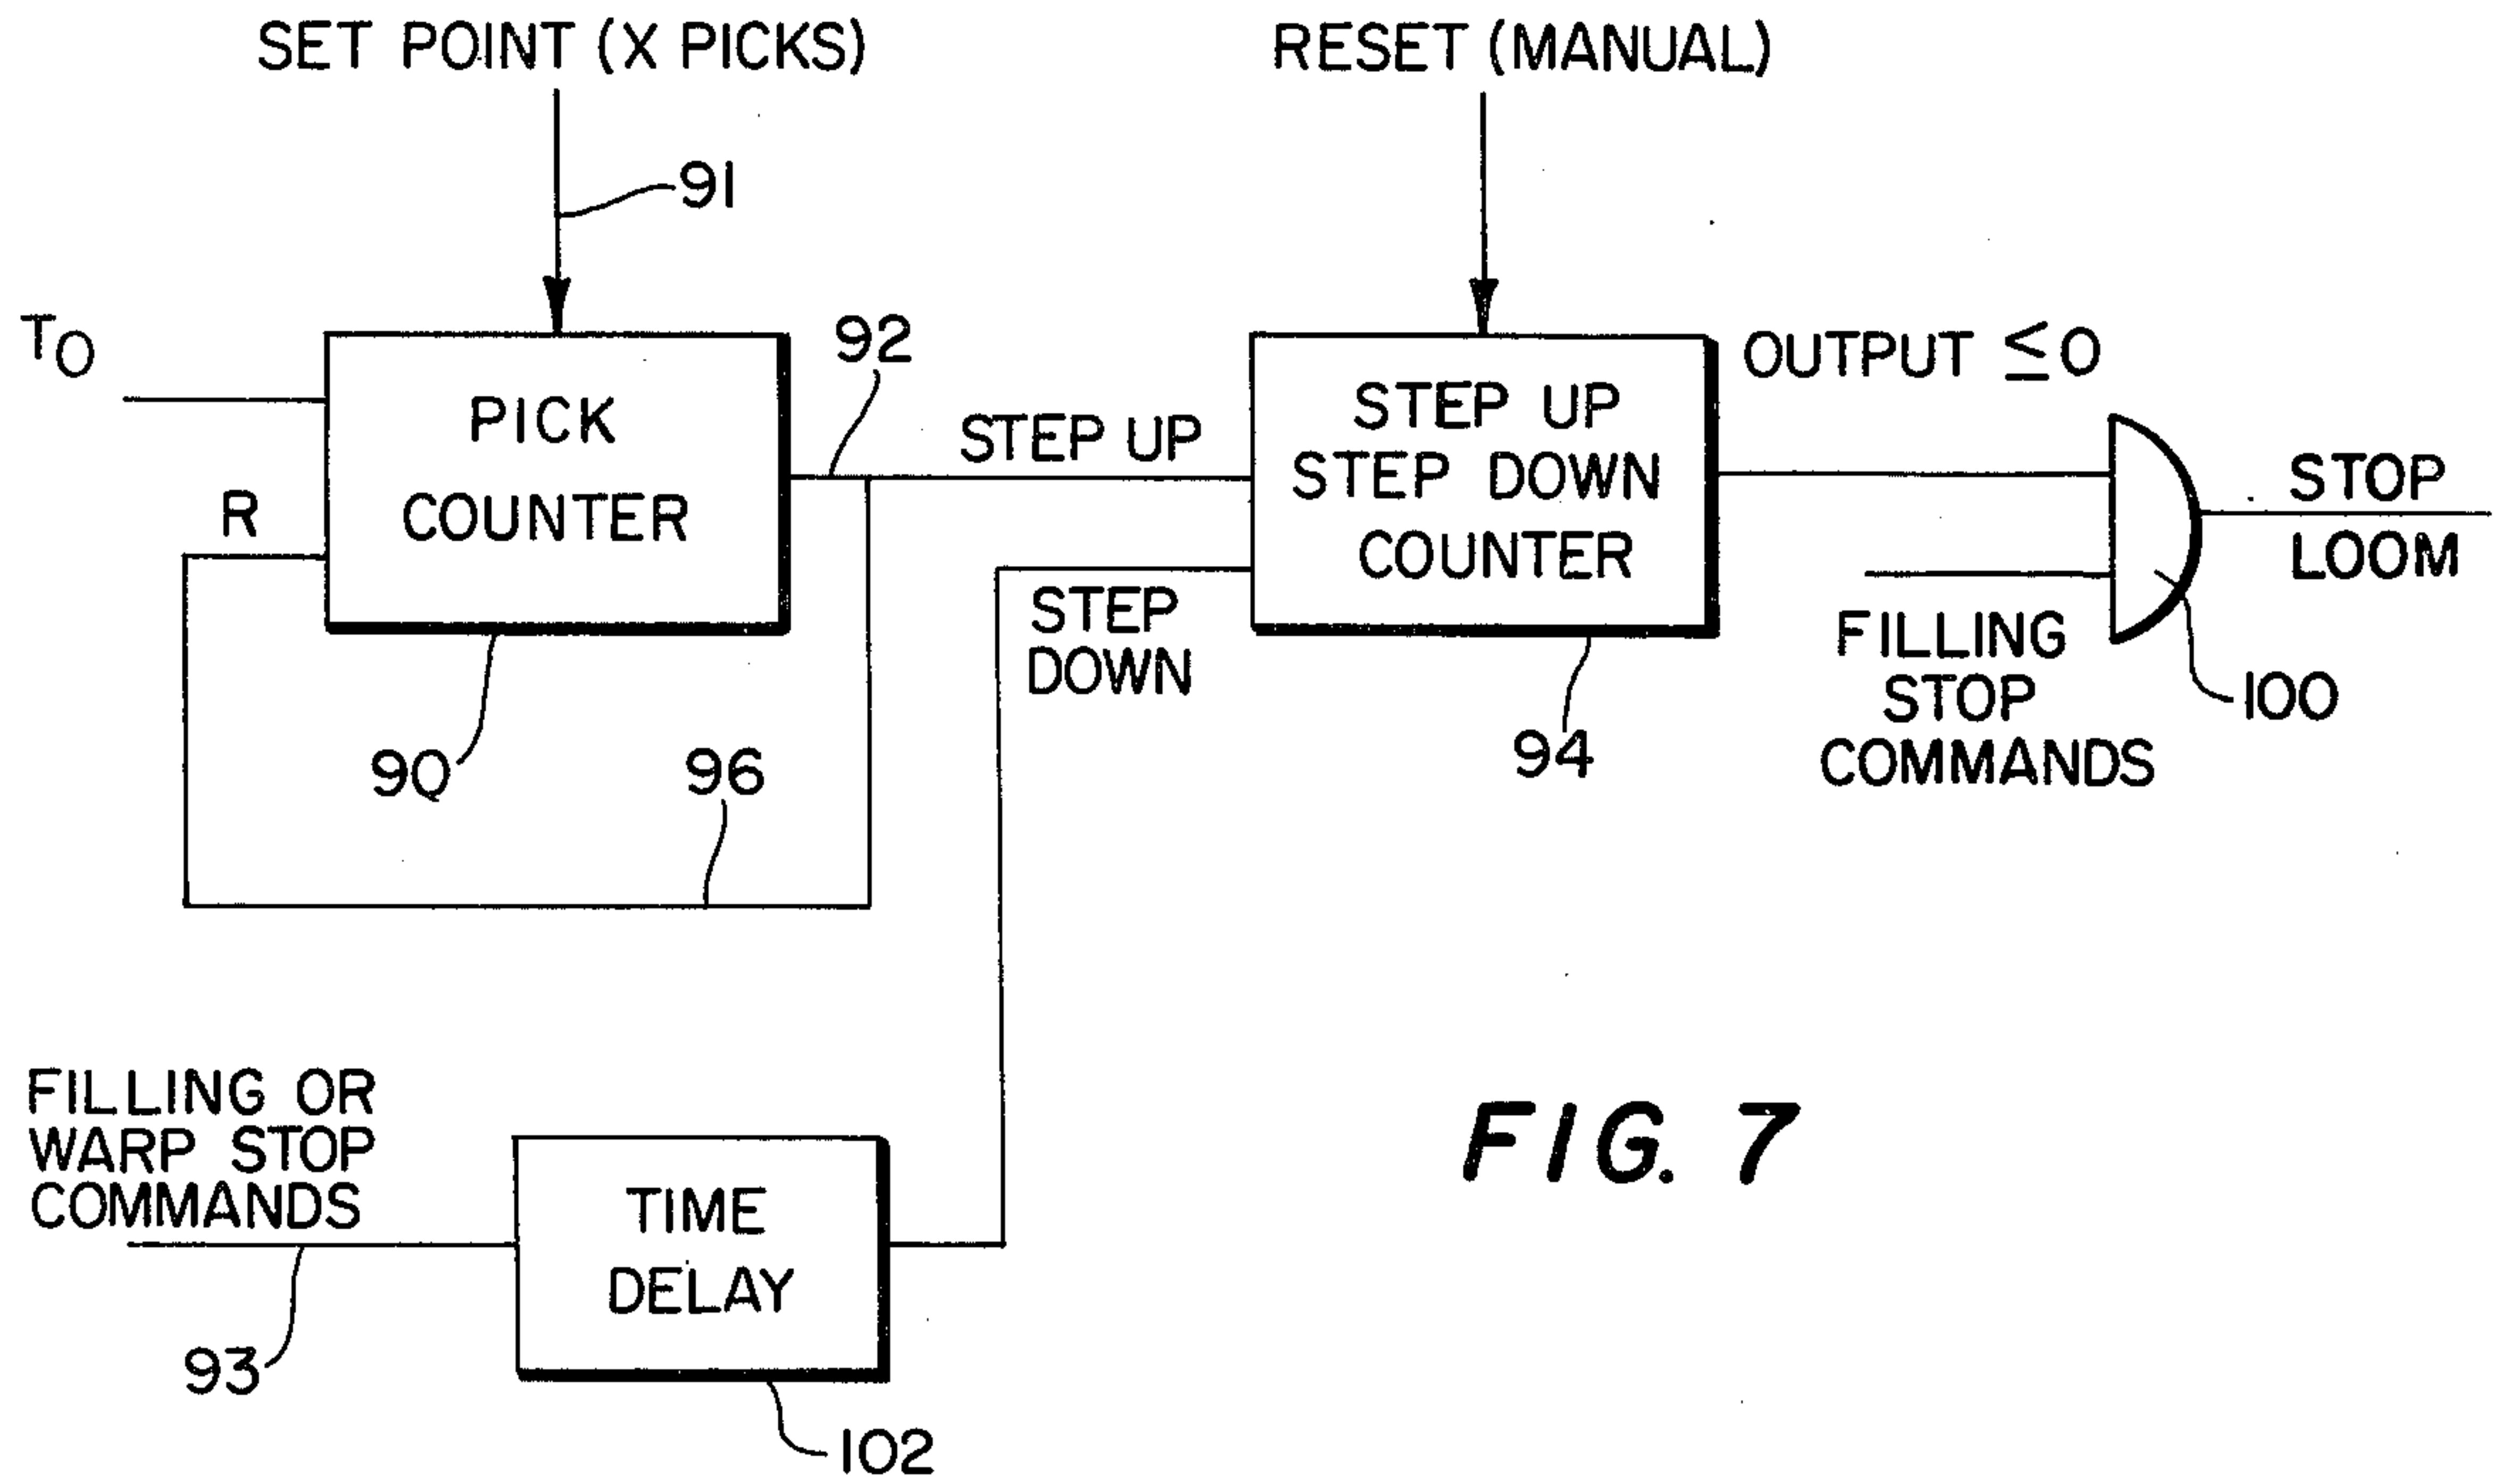 SET POINT (X PICKS)
RESET (MANUAL)
91
TO
92
OUTPUT ≤0
PICK
COUNTER
STEP UP
STEP UP
STEP DOWN
COUNTER
R
STOP
LOOM
STEP
DOWN
FILLING
STOP
COMMANDS
100
90
96
94
FILLING OR
WARP STOP
COMMANDS
TIME
DELAY
93
102
FIG. 7